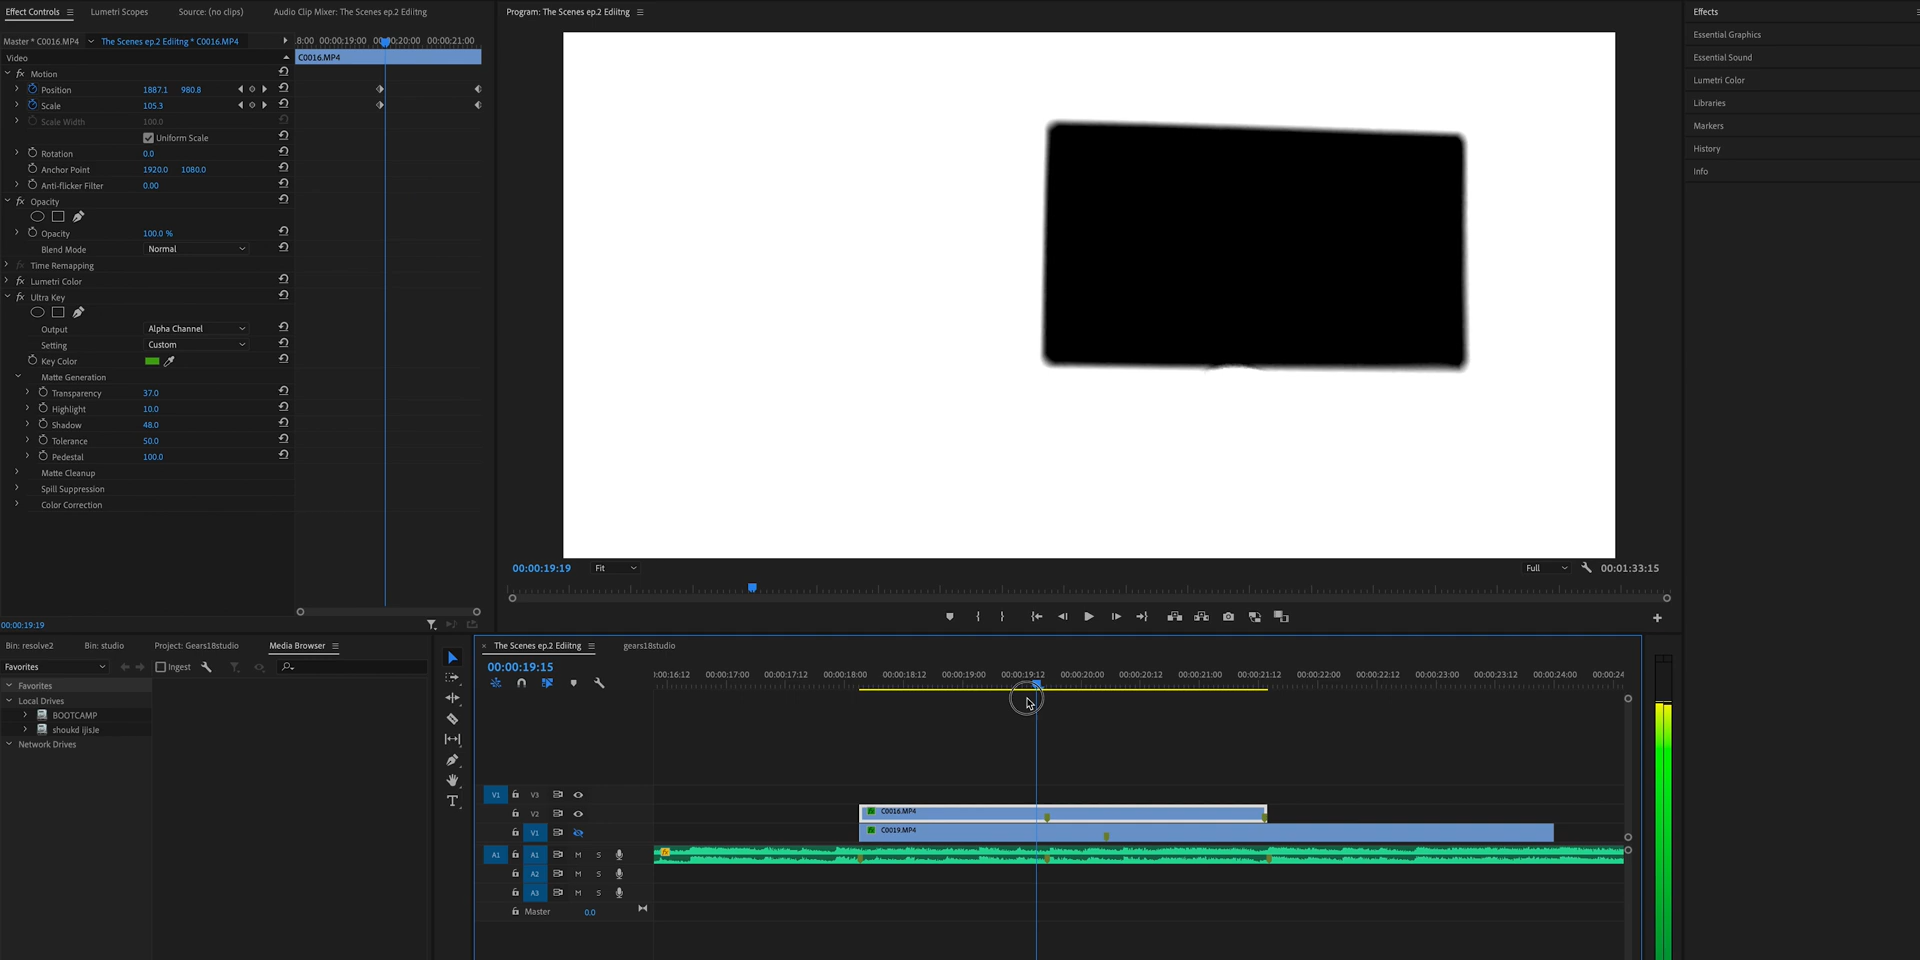 Effect Controls Lumetri Scopes Source: (no clips) Audio Clip Mixer: The Scenes ep.2 Ediitng
Program: The Scenes ep.2 Ediitng
Effects
Essential Graphics
Essential Sound
Lumetri Color
Libraries
Markers
History
Info
Master * C0016.MP4 The Scenes ep.2 Ediitng * C0016.MP4
8:00 00:00:19:00 00:00:20:00 00:00:21:00
Video C0016.MP4
fx Motion
Position 1887.1 980.8
Scale 105.3
Scale Width 100.0
Uniform Scale
Rotation 0.0
Anchor Point 1920.0 1080.0
Anti-flicker Filter 0.00
fx Opacity
Opacity 100.0 %
Blend Mode Normal
fx Time Remapping
fx Lumetri Color
fx Ultra Key
Output Alpha Channel
Setting Custom
Key Color
Matte Generation
Transparency 37.0
Highlight 10.0
Shadow 48.0
Tolerance 50.0
Pedestal 100.0
Matte Cleanup
Spill Suppression
Color Correction
00:00:19:19
00:00:19:19 Fit Full 00:01:33:15
Bin: resolve2 Bin: studio Project: Gears18studio Media Browser
Favorites Ingest
Favorites
Local Drives
BOOTCAMP
shoukd ijisJe
Network Drives
The Scenes ep.2 Ediitng gears18studio
00:00:19:15
:00:16:12 00:00:17:00 00:00:17:12 00:00:18:00 00:00:18:12 00:00:19:00 00:00:19:12 00:00:20:00 00:00:20:12 00:00:21:00 00:00:21:12 00:00:22:00 00:00:22:12 00:00:23:00 00:00:23:12 00:00:24:00 00:00:24
V1 V3
V2 C0016.MP4
V1 C0019.MP4
A1 A1 M S
A2 M S
A3 M S
Master 0.0